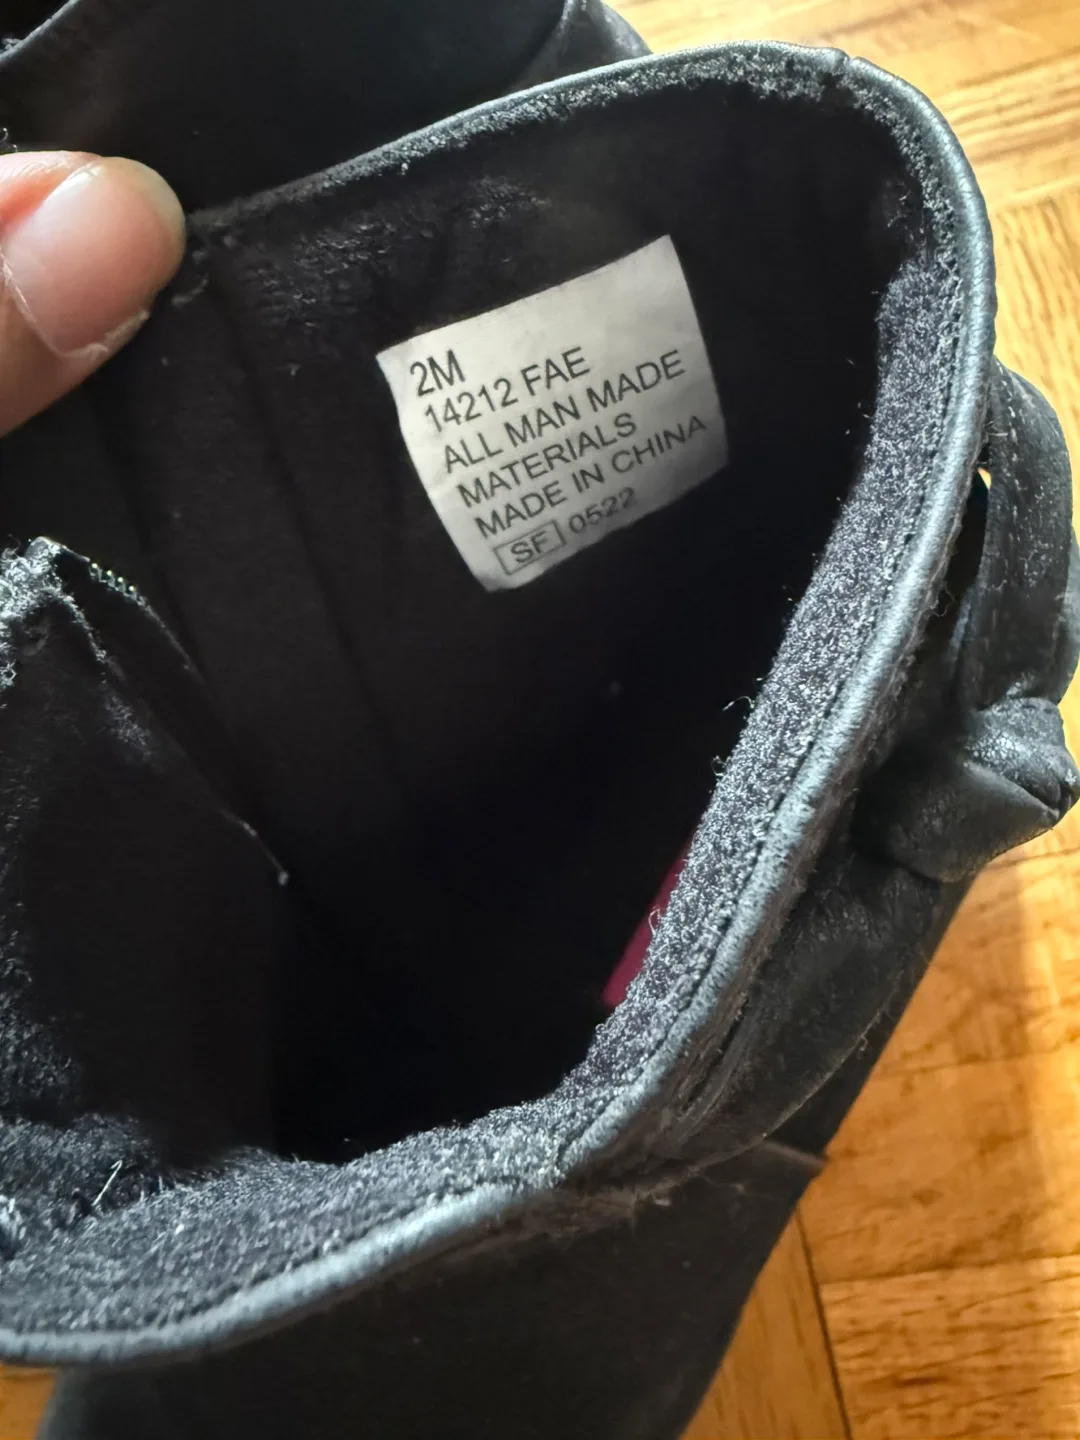 2M
14212 FAE
ALL MAN MADE
MATERIALS
MADE IN CHINA
SF 0522